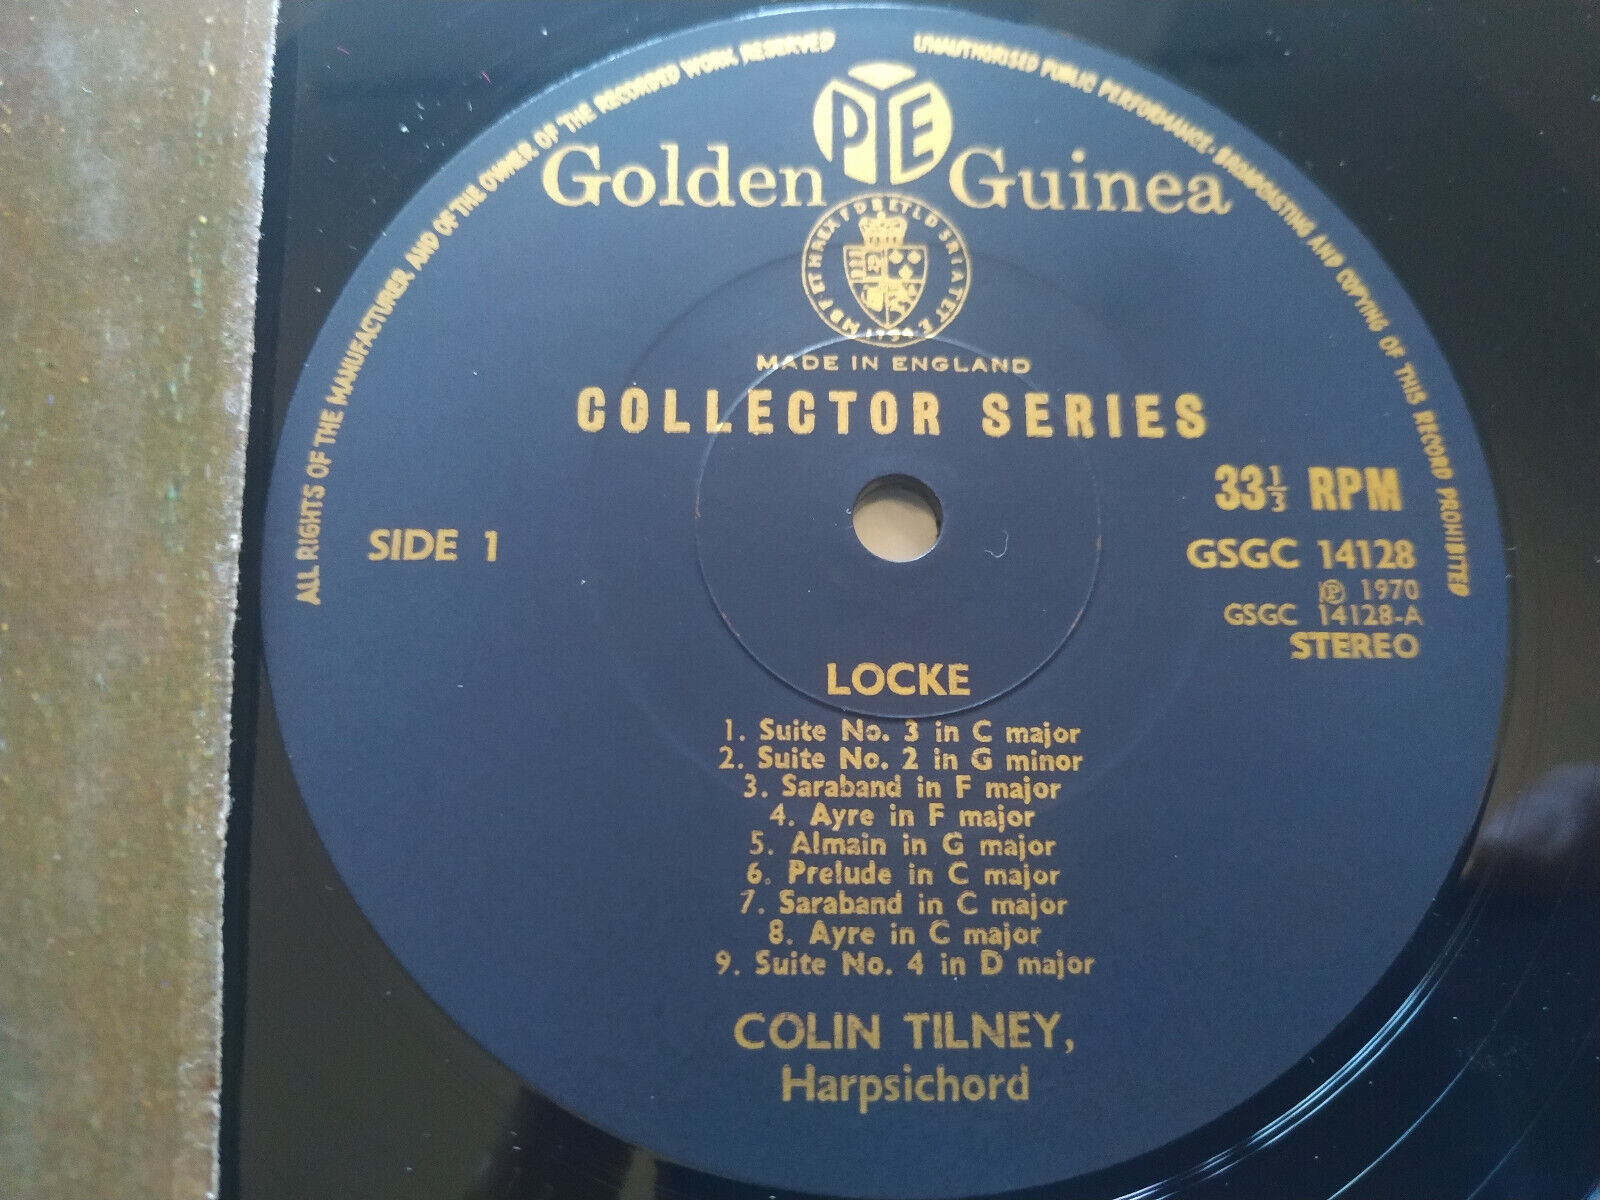 ALL RIGHTS OF THE MANUFACTURER AND OF THE OWNER OF THE RECORDED WORK RESERVED
UNAUTHORISED PUBLIC PERFORMANCE, BROADCASTING AND COPYING OF THIS RECORD PROHIBITED
PYE
Golden Guinea
MADE IN ENGLAND
COLLECTOR SERIES
33⅓ RPM
SIDE 1
GSGC 14128
Ⓟ 1970
GSGC 14128-A
STEREO
LOCKE
1. Suite No. 3 in C major
2. Suite No. 2 in G minor
3. Saraband in F major
4. Ayre in F major
5. Almain in G major
6. Prelude in C major
7. Saraband in C major
8. Ayre in C major
9. Suite No. 4 in D major
COLIN TILNEY,
Harpsichord